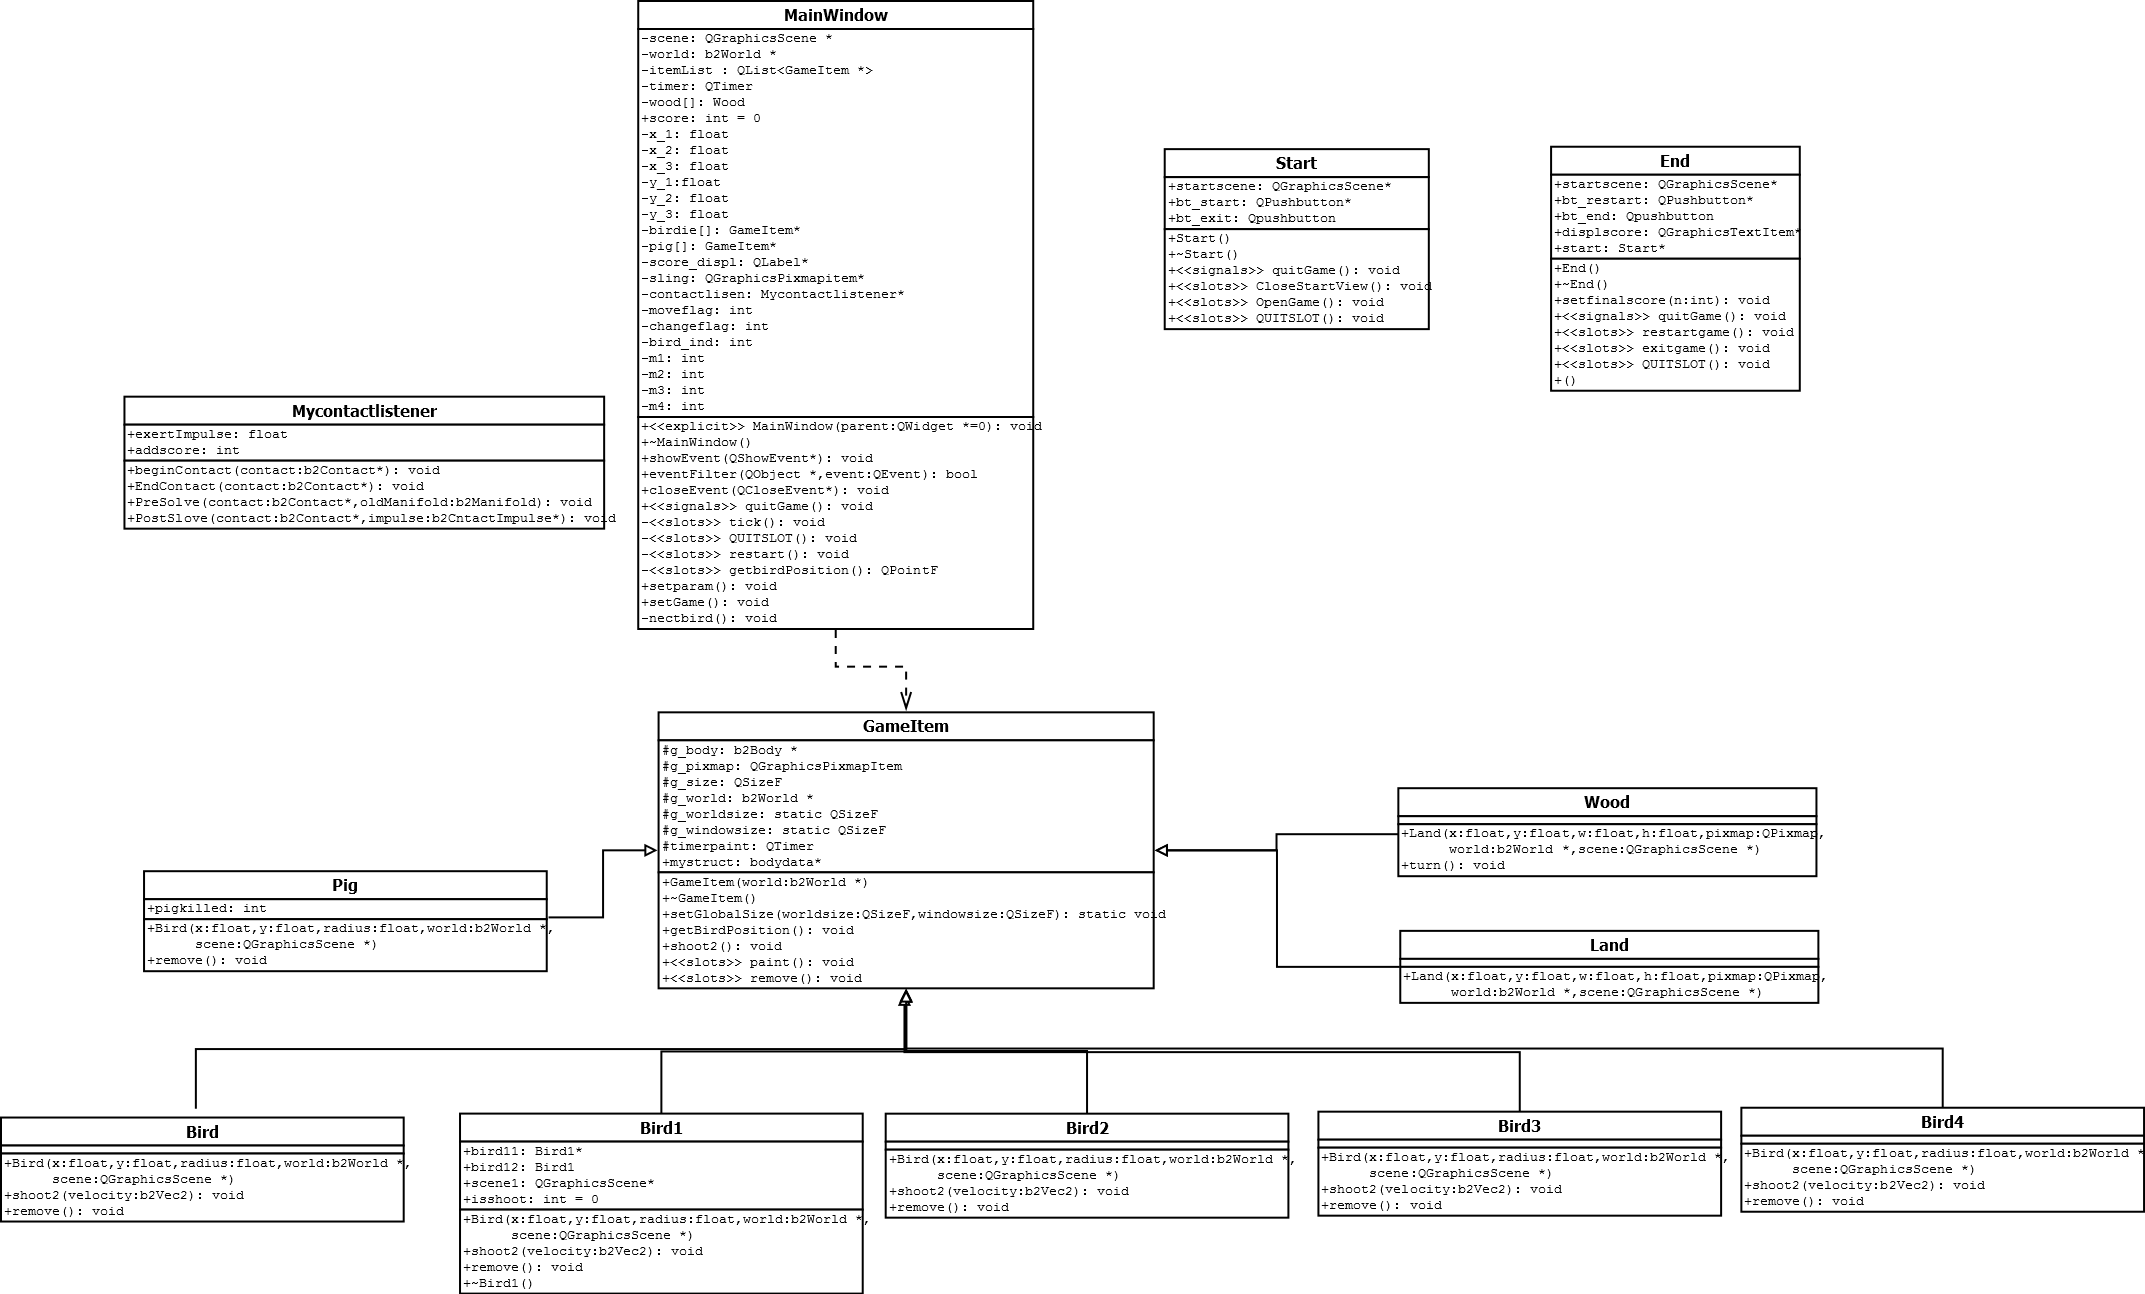 MainWindow
-scene: QGraphicsScene *
-world: b2World *
-itemList : QList<GameItem *>
-timer: QTimer
-wood[]: Wood
+score: int = 0
-x_1: float
-x_2: float
-x_3: float
-y_1:float
-y_2: float
-y_3: float
-birdie[]: GameItem*
-pig[]: GameItem*
-score_displ: QLabel*
-sling: QGraphicsPixmapitem*
-contactlisen: Mycontactlistener*
-moveflag: int
-changeflag: int
-bird_ind: int
-m1: int
-m2: int
-m3: int
-m4: int
+<<explicit>> MainWindow(parent:QWidget *=0): void
+~MainWindow()
+showEvent(QShowEvent*): void
+eventFilter(QObject *,event:QEvent): bool
+closeEvent(QCloseEvent*): void
+<<signals>> quitGame(): void
-<<slots>> tick(): void
-<<slots>> QUITSLOT(): void
-<<slots>> restart(): void
-<<slots>> getbirdPosition(): QPointF
+setparam(): void
+setGame(): void
-nectbird(): void
Start
+startscene: QGraphicsScene*
+bt_start: QPushbutton*
+bt_exit: Qpushbutton
+Start()
+~Start()
+<<signals>> quitGame(): void
+<<slots>> CloseStartView(): void
+<<slots>> OpenGame(): void
+<<slots>> QUITSLOT(): void
End
+startscene: QGraphicsScene*
+bt_restart: QPushbutton*
+bt_end: Qpushbutton
+displscore: QGraphicsTextItem*
+start: Start*
+End()
+~End()
+setfinalscore(n:int): void
+<<signals>> quitGame(): void
+<<slots>> restartgame(): void
+<<slots>> exitgame(): void
+<<slots>> QUITSLOT(): void
+()
Mycontactlistener
+exertImpulse: float
+addscore: int
+beginContact(contact:b2Contact*): void
+EndContact(contact:b2Contact*): void
+PreSolve(contact:b2Contact*,oldManifold:b2Manifold): void
+PostSlove(contact:b2Contact*,impulse:b2CntactImpulse*): void
GameItem
#g_body: b2Body *
#g_pixmap: QGraphicsPixmapItem
#g_size: QSizeF
#g_world: b2World *
#g_worldsize: static QSizeF
#g_windowsize: static QSizeF
#timerpaint: QTimer
+mystruct: bodydata*
+GameItem(world:b2World *)
+~GameItem()
+setGlobalSize(worldsize:QSizeF,windowsize:QSizeF): static void
+getBirdPosition(): void
+shoot2(): void
+<<slots>> paint(): void
+<<slots>> remove(): void
Wood
+Land(x:float,y:float,w:float,h:float,pixmap:QPixmap,
world:b2World *,scene:QGraphicsScene *)
+turn(): void
Pig
+pigkilled: int
+Bird(x:float,y:float,radius:float,world:b2World *,
scene:QGraphicsScene *)
+remove(): void
Land
+Land(x:float,y:float,w:float,h:float,pixmap:QPixmap,
world:b2World *,scene:QGraphicsScene *)
Bird
+Bird(x:float,y:float,radius:float,world:b2World *,
scene:QGraphicsScene *)
+shoot2(velocity:b2Vec2): void
+remove(): void
Bird1
+bird11: Bird1*
+bird12: Bird1
+scene1: QGraphicsScene*
+isshoot: int = 0
+Bird(x:float,y:float,radius:float,world:b2World *,
scene:QGraphicsScene *)
+shoot2(velocity:b2Vec2): void
+remove(): void
+~Bird1()
Bird2
+Bird(x:float,y:float,radius:float,world:b2World *,
scene:QGraphicsScene *)
+shoot2(velocity:b2Vec2): void
+remove(): void
Bird3
+Bird(x:float,y:float,radius:float,world:b2World *,
scene:QGraphicsScene *)
+shoot2(velocity:b2Vec2): void
+remove(): void
Bird4
+Bird(x:float,y:float,radius:float,world:b2World *
scene:QGraphicsScene *)
+shoot2(velocity:b2Vec2): void
+remove(): void